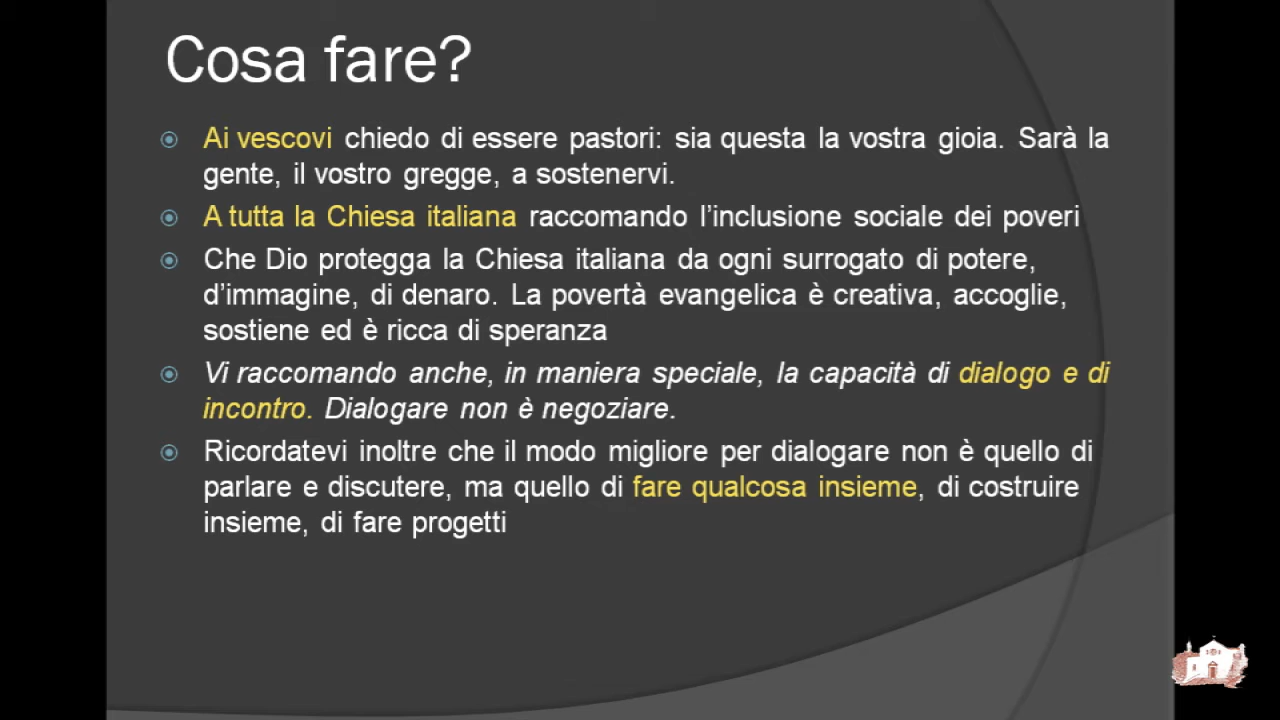 Cosa fare?
Ai vescovi chiedo di essere pastori: sia questa la vostra gioia. Sarà la
gente, il vostro gregge, a sostenervi.
A tutta la Chiesa italiana raccomando l’inclusione sociale dei poveri
Che Dio protegga la Chiesa italiana da ogni surrogato di potere,
d’immagine, di denaro. La povertà evangelica è creativa, accoglie,
sostiene ed è ricca di speranza
Vi raccomando anche, in maniera speciale, la capacità di dialogo e di
incontro. Dialogare non è negoziare.
Ricordatevi inoltre che il modo migliore per dialogare non è quello di
parlare e discutere, ma quello di fare qualcosa insieme, di costruire
insieme, di fare progetti